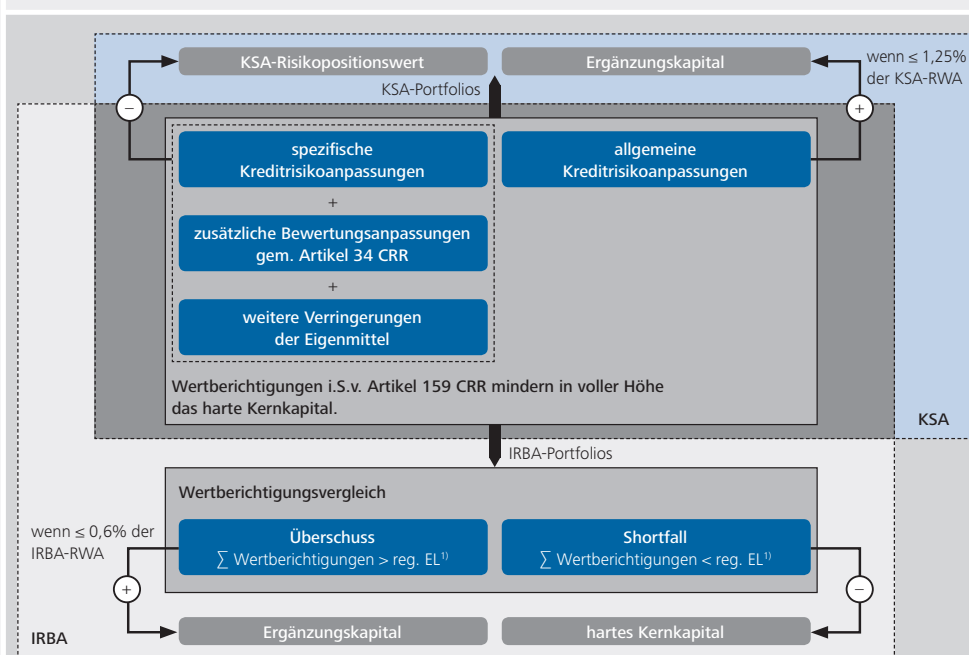 KSA-Risikopositionswert
Ergänzungskapital
wenn ≤ 1,25%
der KSA-RWA
KSA-Portfolios
−
+
spezifische
Kreditrisikoanpassungen
allgemeine
Kreditrisikoanpassungen
+
zusätzliche Bewertungsanpassungen
gem. Artikel 34 CRR
+
weitere Verringerungen
der Eigenmittel
Wertberichtigungen i.S.v. Artikel 159 CRR mindern in voller Höhe
das harte Kernkapital.
KSA
IRBA-Portfolios
Wertberichtigungsvergleich
wenn ≤ 0,6% der
IRBA-RWA
Überschuss
∑ Wertberichtigungen > reg. EL¹⁾
Shortfall
∑ Wertberichtigungen < reg. EL¹⁾
+
−
Ergänzungskapital
hartes Kernkapital
IRBA